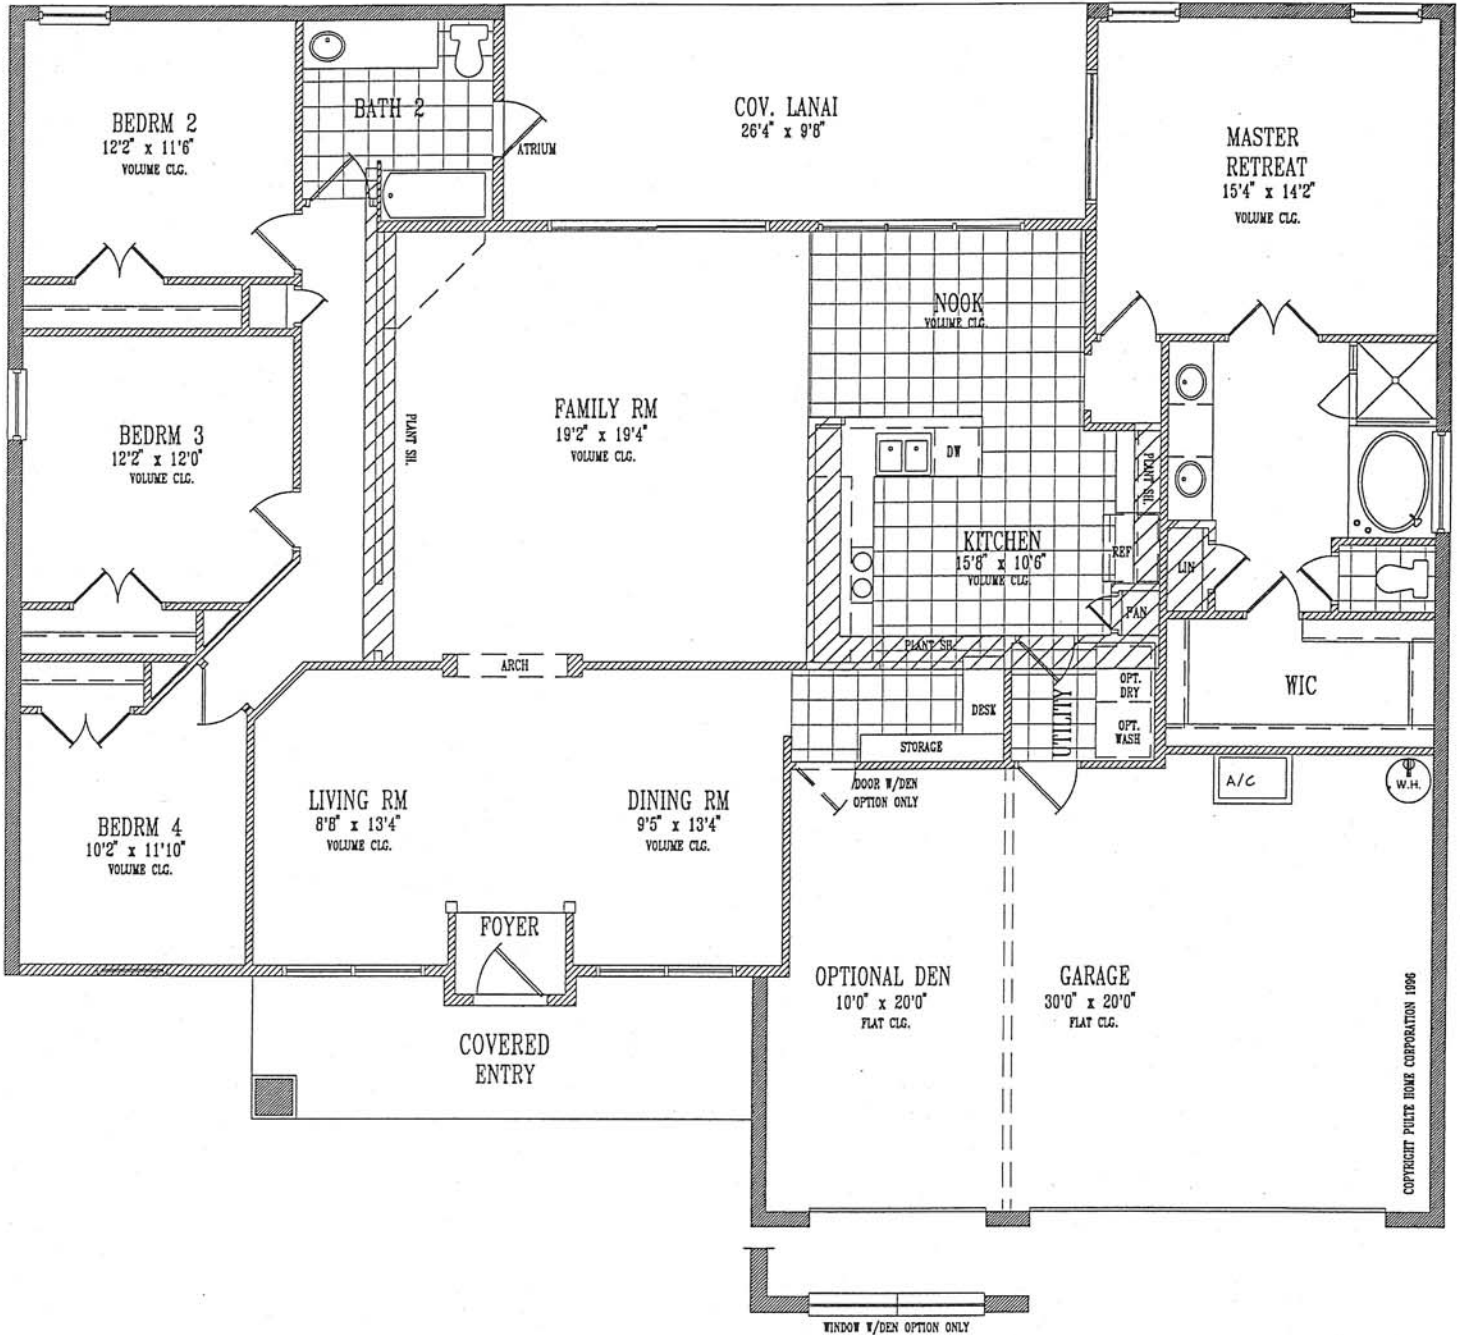 BEDRM 2
12'2" x 11'6"
VOLUME CLG.
BATH 2
ATRIUM
COV. LANAI
26'4" x 9'8"
MASTER
RETREAT
15'4" x 14'2"
VOLUME CLG.
NOOK
VOLUME CLG.
BEDRM 3
12'2" x 12'0"
VOLUME CLG.
PLANT SH.
FAMILY RM
19'2" x 19'4"
VOLUME CLG.
DW
PLANT SH.
KITCHEN
15'8" x 10'6"
VOLUME CLG.
REF
LIN
PAN
PLANT SH.
ARCH
OPT.
DRY
OPT.
WASH
UTILITY
DESK
STORAGE
WIC
A/C
W.H.
DOOR W/DEN
OPTION ONLY
BEDRM 4
10'2" x 11'10"
VOLUME CLG.
LIVING RM
8'8" x 13'4"
VOLUME CLG.
DINING RM
9'5" x 13'4"
VOLUME CLG.
FOYER
COVERED
ENTRY
OPTIONAL DEN
10'0" x 20'0"
FLAT CLG.
GARAGE
30'0" x 20'0"
FLAT CLG.
COPYRIGHT PULTE HOME CORPORATION 1996
WINDOW W/DEN OPTION ONLY